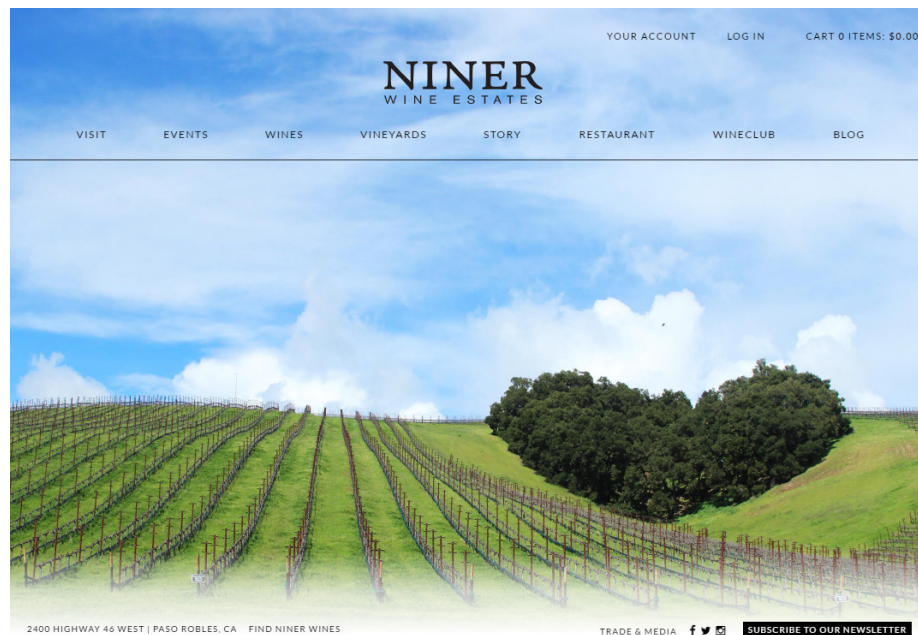 YOUR ACCOUNT LOG IN CART 0 ITEMS: $0.00
NINER
WINE ESTATES
VISIT EVENTS WINES VINEYARDS STORY RESTAURANT WINECLUB BLOG
2400 HIGHWAY 46 WEST | PASO ROBLES, CA FIND NINER WINES
TRADE & MEDIA SUBSCRIBE TO OUR NEWSLETTER